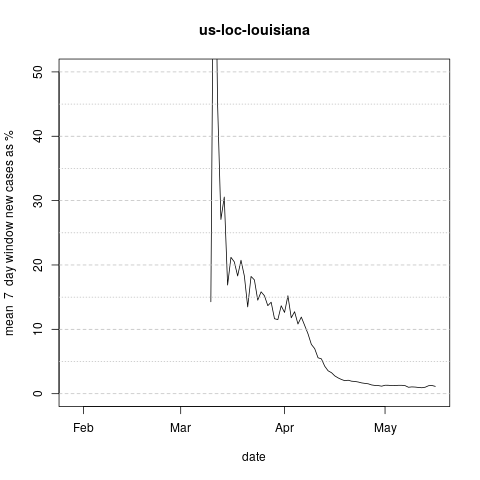 us-loc-louisiana
mean 7 day window new cases as %
50
40
30
20
10
0
Feb
Mar
Apr
May
date